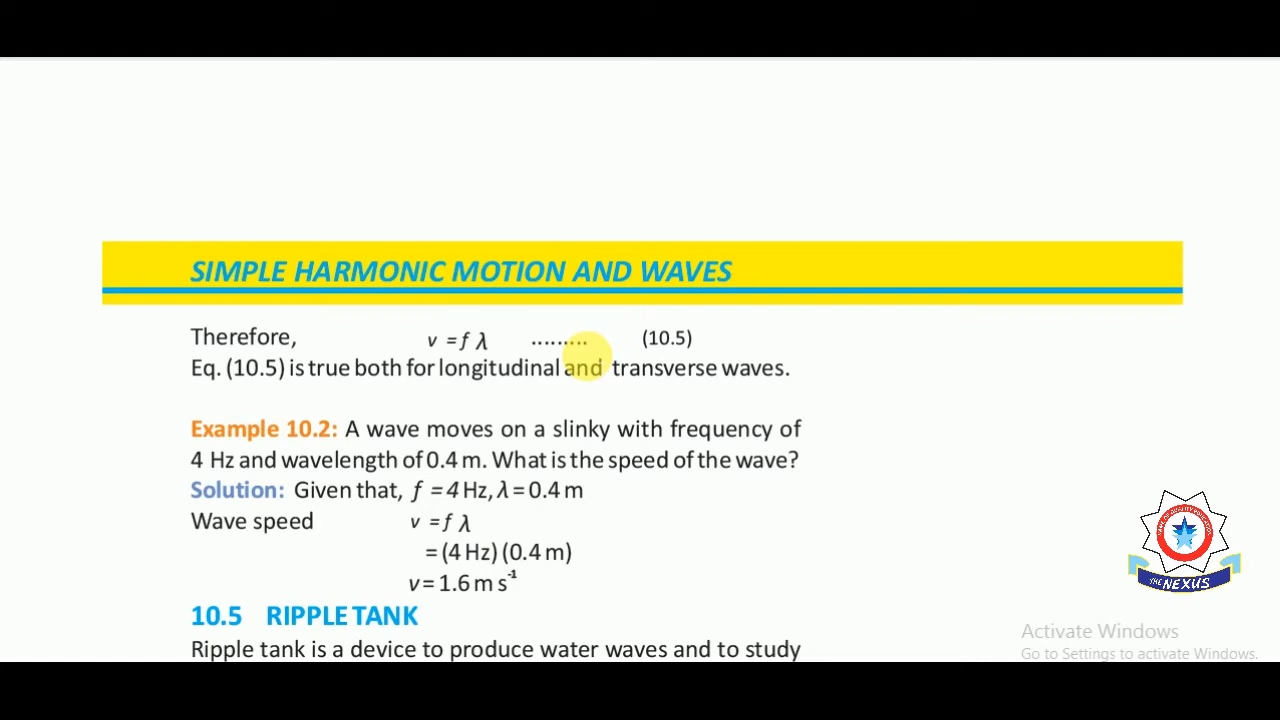 SIMPLE HARMONIC MOTION AND WAVES
Therefore, v = f λ ......... (10.5)
Eq. (10.5) is true both for longitudinal and transverse waves.
Example 10.2: A wave moves on a slinky with frequency of
4 Hz and wavelength of 0.4 m. What is the speed of the wave?
Solution: Given that, f = 4 Hz, λ = 0.4 m
Wave speed v = f λ
= (4 Hz) (0.4 m)
v = 1.6 m s⁻¹
10.5 RIPPLE TANK
Ripple tank is a device to produce water waves and to study
THE NEXUS
Activate Windows
Go to Settings to activate Windows.